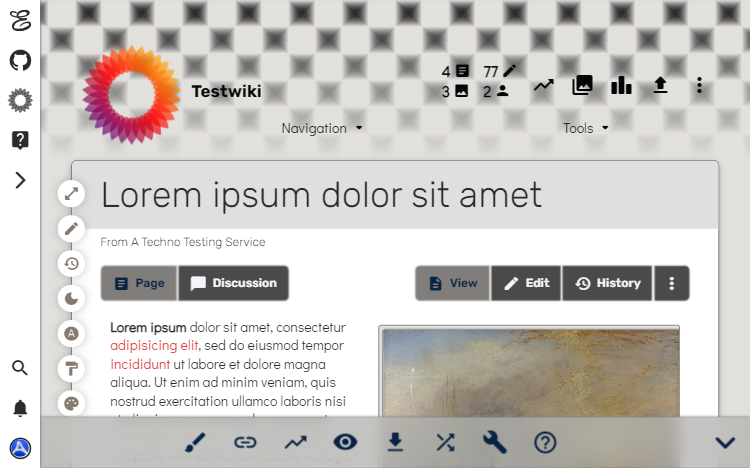 4 77
3 2
Testwiki
Navigation Tools
Lorem ipsum dolor sit amet
From A Techno Testing Service
Page Discussion View Edit History
Lorem ipsum dolor sit amet, consectetur
adipisicing elit, sed do eiusmod tempor
incididunt ut labore et dolore magna
aliqua. Ut enim ad minim veniam, quis
nostrud exercitation ullamco laboris nisi